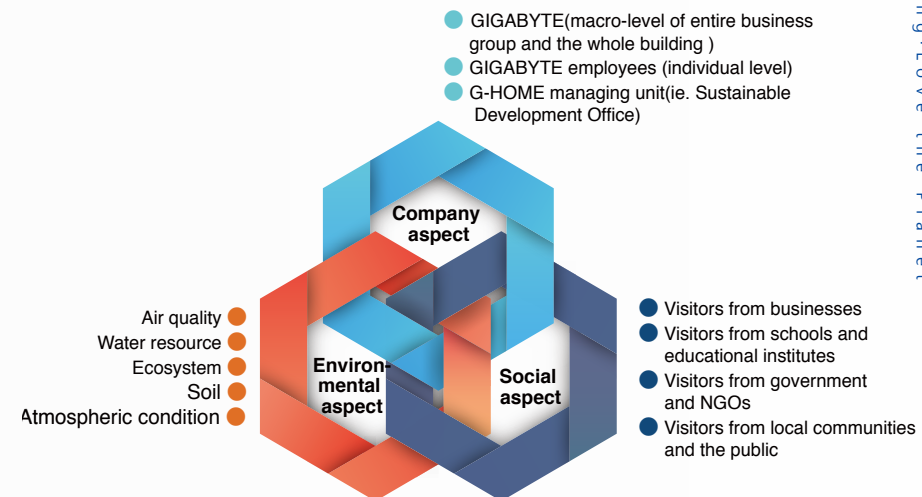 GIGABYTE(macro-level of entire business
group and the whole building )
GIGABYTE employees (individual level)
G-HOME managing unit(ie. Sustainable
Development Office)
Company
aspect
Air quality
Water resource
Ecosystem
Soil
Atmospheric condition
Environ-
mental
aspect
Social
aspect
Visitors from businesses
Visitors from schools and
educational institutes
Visitors from government
and NGOs
Visitors from local communities
and the public
the Planet